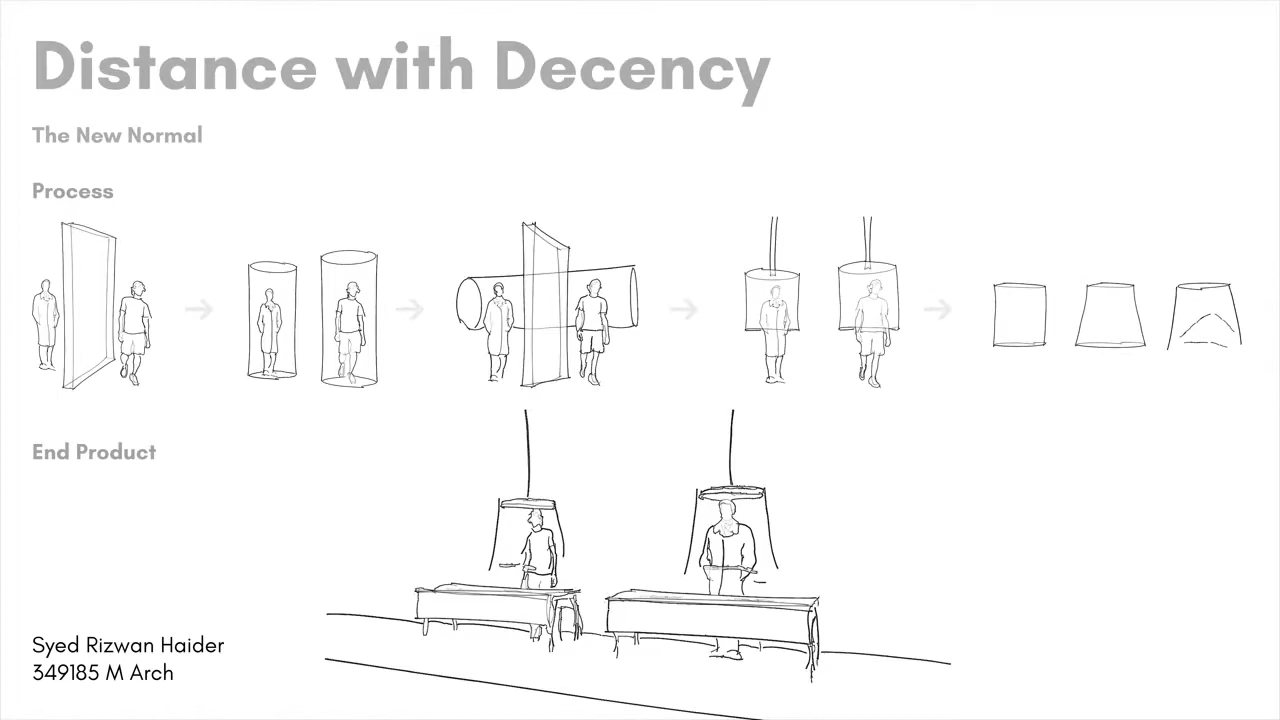 Distance with Decency
The New Normal
Process
End Product
Syed Rizwan Haider
349185 M Arch